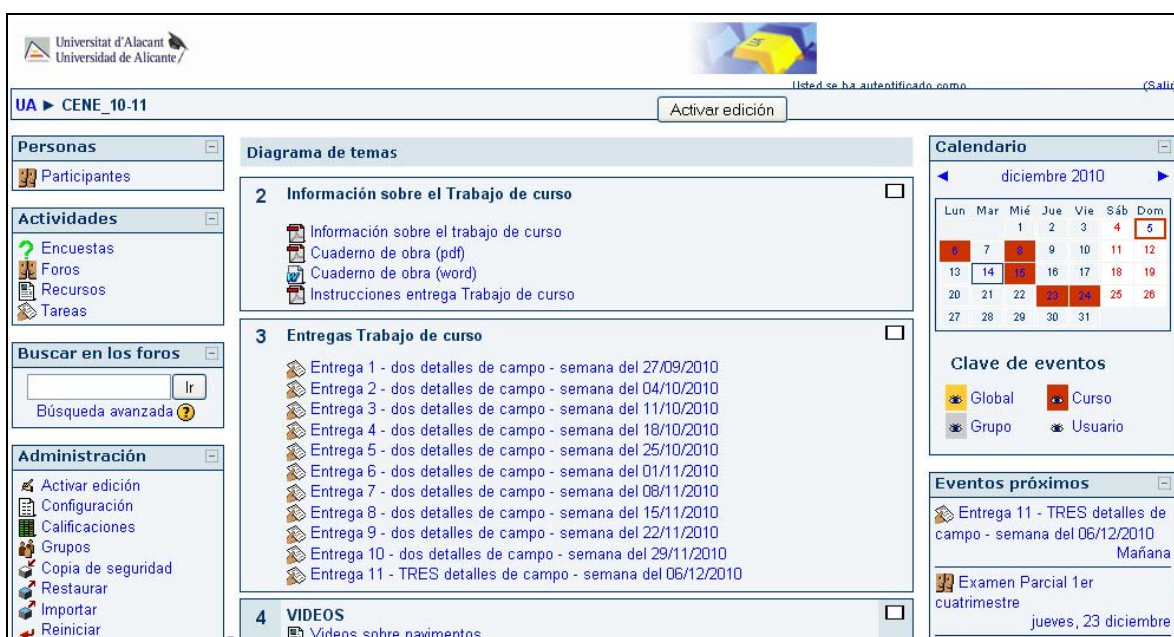 Universitat d'Alacant
Universidad de Alicante
Usted se ha autentificado como (Salir)
UA ► CENE_10-11
Activar edición
Personas
Participantes
Actividades
Encuestas
Foros
Recursos
Tareas
Buscar en los foros
Ir
Búsqueda avanzada
Administración
Activar edición
Configuración
Calificaciones
Grupos
Copia de seguridad
Restaurar
Importar
Reiniciar
Diagrama de temas
2 Información sobre el Trabajo de curso
Información sobre el trabajo de curso
Cuaderno de obra (pdf)
Cuaderno de obra (word)
Instrucciones entrega Trabajo de curso
3 Entregas Trabajo de curso
Entrega 1 - dos detalles de campo - semana del 27/09/2010
Entrega 2 - dos detalles de campo - semana del 04/10/2010
Entrega 3 - dos detalles de campo - semana del 11/10/2010
Entrega 4 - dos detalles de campo - semana del 18/10/2010
Entrega 5 - dos detalles de campo - semana del 25/10/2010
Entrega 6 - dos detalles de campo - semana del 01/11/2010
Entrega 7 - dos detalles de campo - semana del 08/11/2010
Entrega 8 - dos detalles de campo - semana del 15/11/2010
Entrega 9 - dos detalles de campo - semana del 22/11/2010
Entrega 10 - dos detalles de campo - semana del 29/11/2010
Entrega 11 - TRES detalles de campo - semana del 06/12/2010
4 VIDEOS
Videos sobre pavimentos
Calendario
◄ diciembre 2010 ►
Lun Mar Mié Jue Vie Sáb Dom
1 2 3 4 5
6 7 8 9 10 11 12
13 14 15 16 17 18 19
20 21 22 23 24 25 26
27 28 29 30 31
Clave de eventos
Global Curso
Grupo Usuario
Eventos próximos
Entrega 11 - TRES detalles de
campo - semana del 06/12/2010
Mañana
Examen Parcial 1er
cuatrimestre
jueves, 23 diciembre